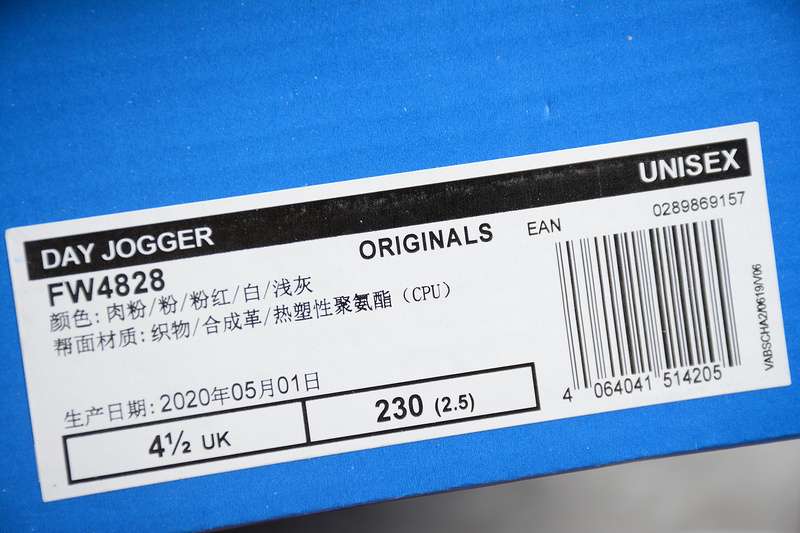 DAY JOGGER
UNISEX
FW4828
ORIGINALS
EAN
0289869157
颜色: 肉粉/粉/粉红/白/浅灰
帮面材质: 织物/合成革/热塑性聚氨酯 (CPU)
生产日期: 2020年05月01日
4½ UK
230 (2.5)
4 064041 514205
VABSCHA2/0619/V06